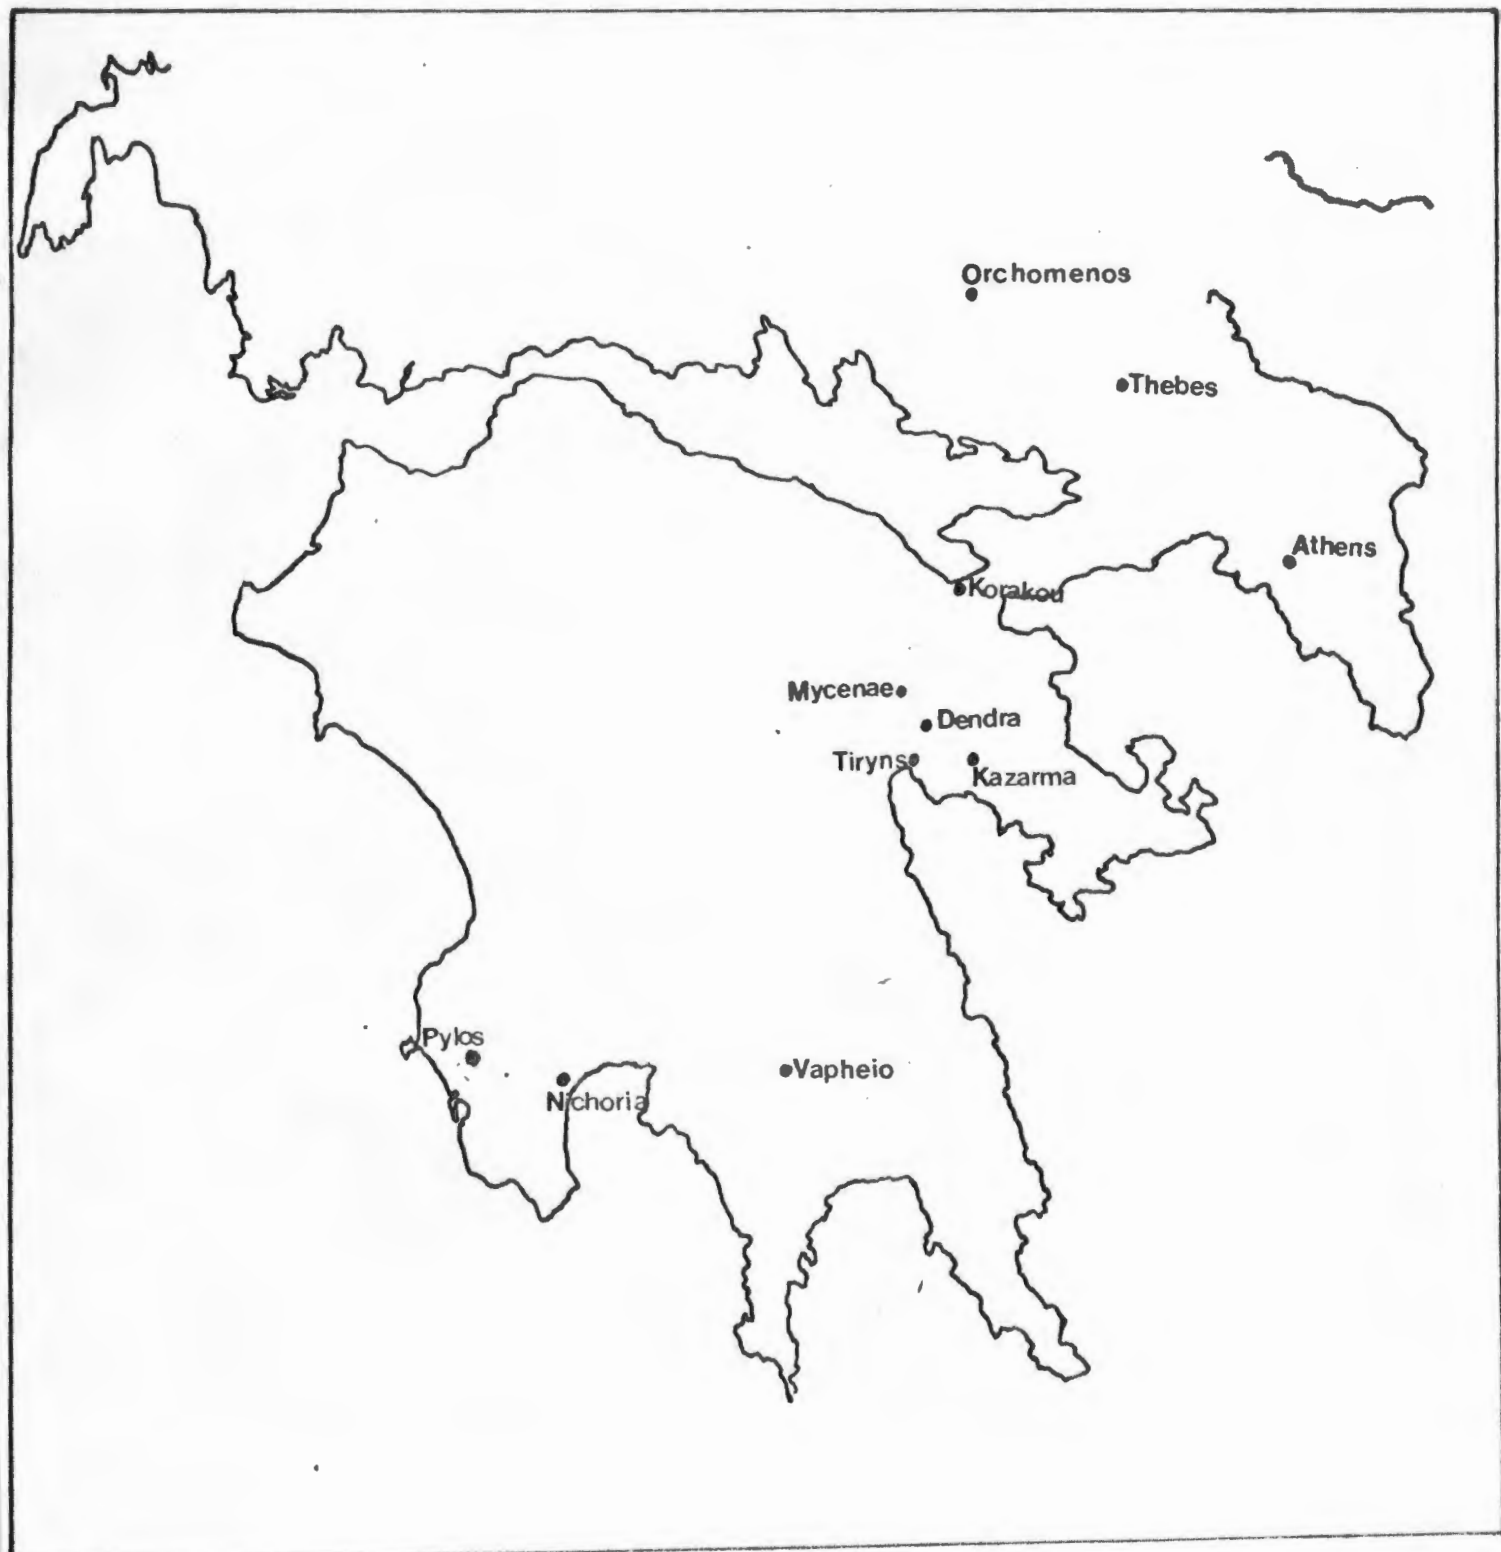 Orchomenos
Thebes
Athens
Korakou
Mycenae
Dendra
Tiryns
Kazarma
Pylos
Vapheio
Nichoria